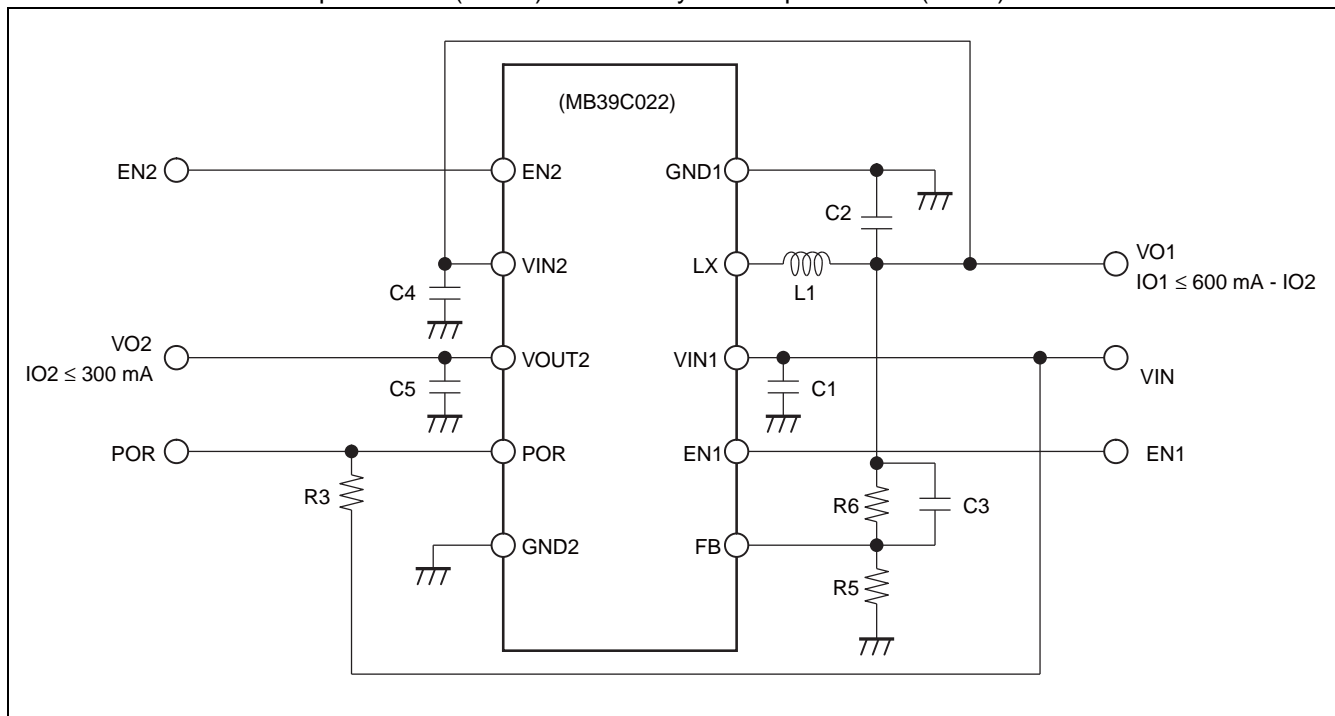 (MB39C022)
EN2
EN2
GND1
C2
VIN2
LX
L1
VO1
IO1 ≤ 600 mA - IO2
C4
VO2
IO2 ≤ 300 mA
VOUT2
VIN1
VIN
C5
C1
POR
POR
EN1
EN1
R3
R6
C3
GND2
FB
R5